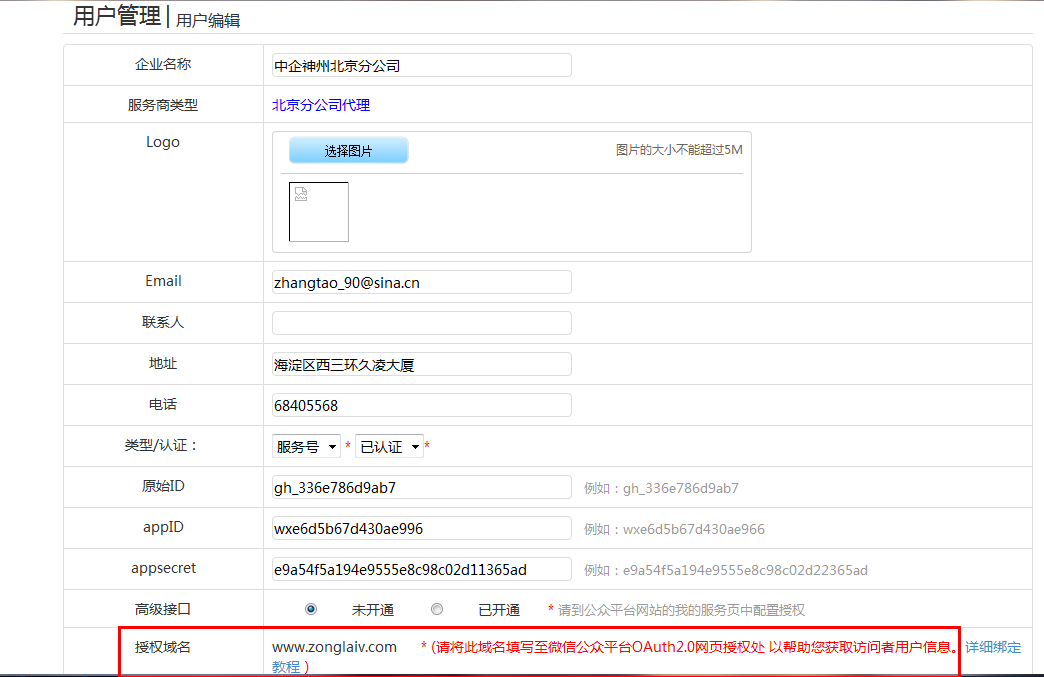 用户管理| 用户编辑
企业名称 中企神州北京分公司
服务商类型 北京分公司代理
Logo 选择图片 图片的大小不能超过5M
Email zhangtao_90@sina.cn
联系人
地址 海淀区西三环久凌大厦
电话 68405568
类型/认证： 服务号 * 已认证 *
原始ID gh_336e786d9ab7 例如：gh_336e786d9ab7
appID wxe6d5b67d430ae996 例如：wxe6d5b67d430ae966
appsecret e9a54f5a194e9555e8c98c02d11365ad 例如：e9a54f5a194e9555e8c98c02d22365ad
高级接口 未开通 已开通 * 请到公众平台网站的我的服务页中配置授权
授权域名 www.zonglaiv.com * (请将此域名填写至微信公众平台OAuth2.0网页授权处 以帮助您获取访问者用户信息。详细绑定
教程 )